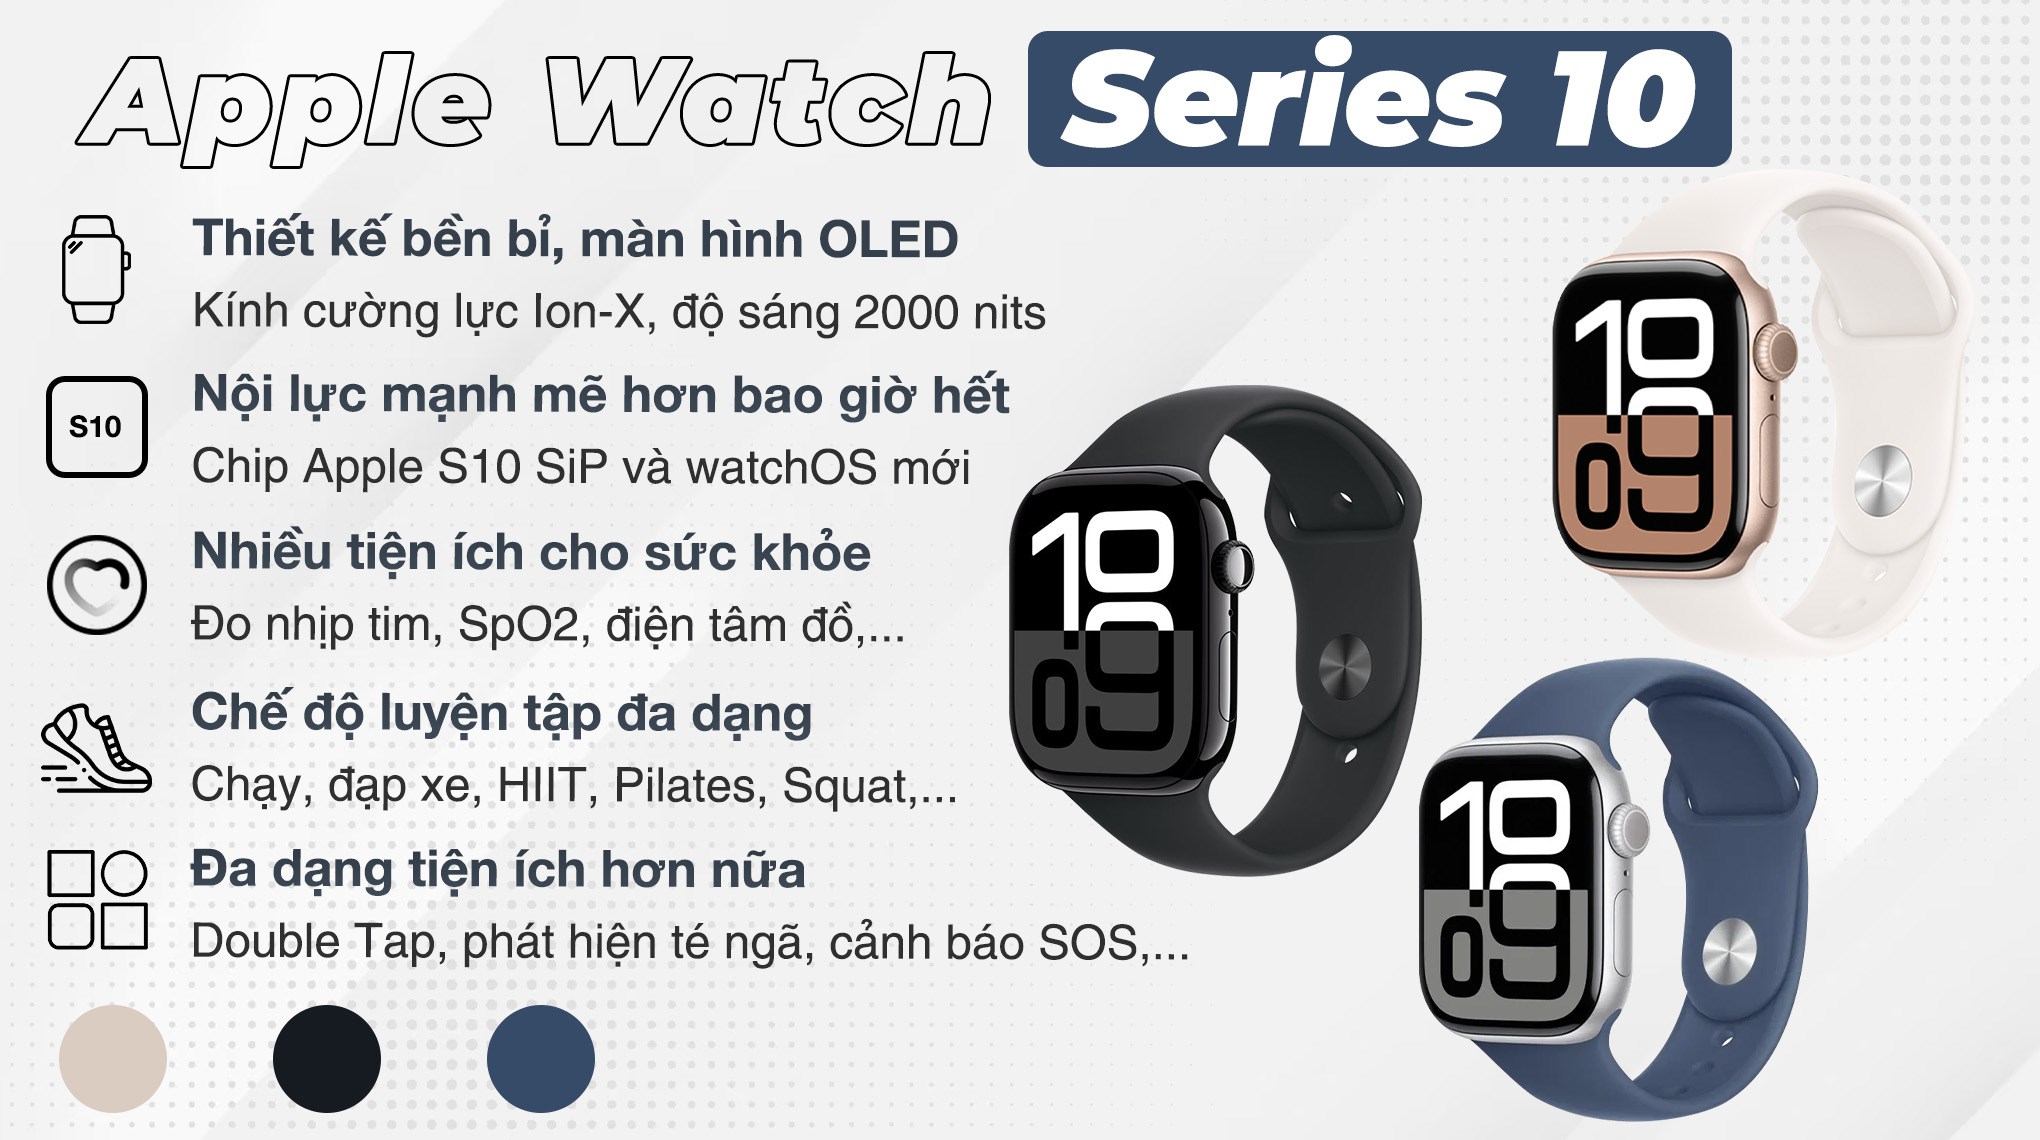 Apple Watch Series 10
Thiết kế bền bỉ, màn hình OLED
Kính cường lực Ion-X, độ sáng 2000 nits
S10
Nội lực mạnh mẽ hơn bao giờ hết
Chip Apple S10 SiP và watchOS mới
Nhiều tiện ích cho sức khỏe
Đo nhịp tim, SpO2, điện tâm đồ,...
Chế độ luyện tập đa dạng
Chạy, đạp xe, HIIT, Pilates, Squat,...
Đa dạng tiện ích hơn nữa
Double Tap, phát hiện té ngã, cảnh báo SOS,...
10
09
10
09
10
09